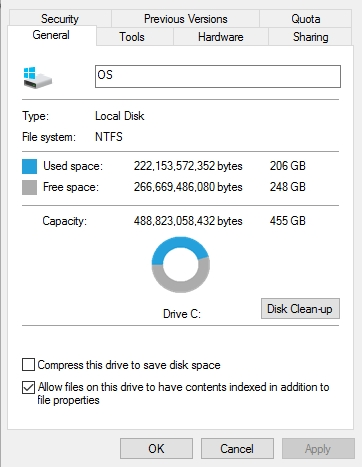 Security Previous Versions Quota
General Tools Hardware Sharing
OS
Type: Local Disk
File system: NTFS
Used space: 222,153,572,352 bytes 206 GB
Free space: 266,669,486,080 bytes 248 GB
Capacity: 488,823,058,432 bytes 455 GB
Drive C:
Disk Clean-up
Compress this drive to save disk space
Allow files on this drive to have contents indexed in addition to
file properties
OK Cancel Apply